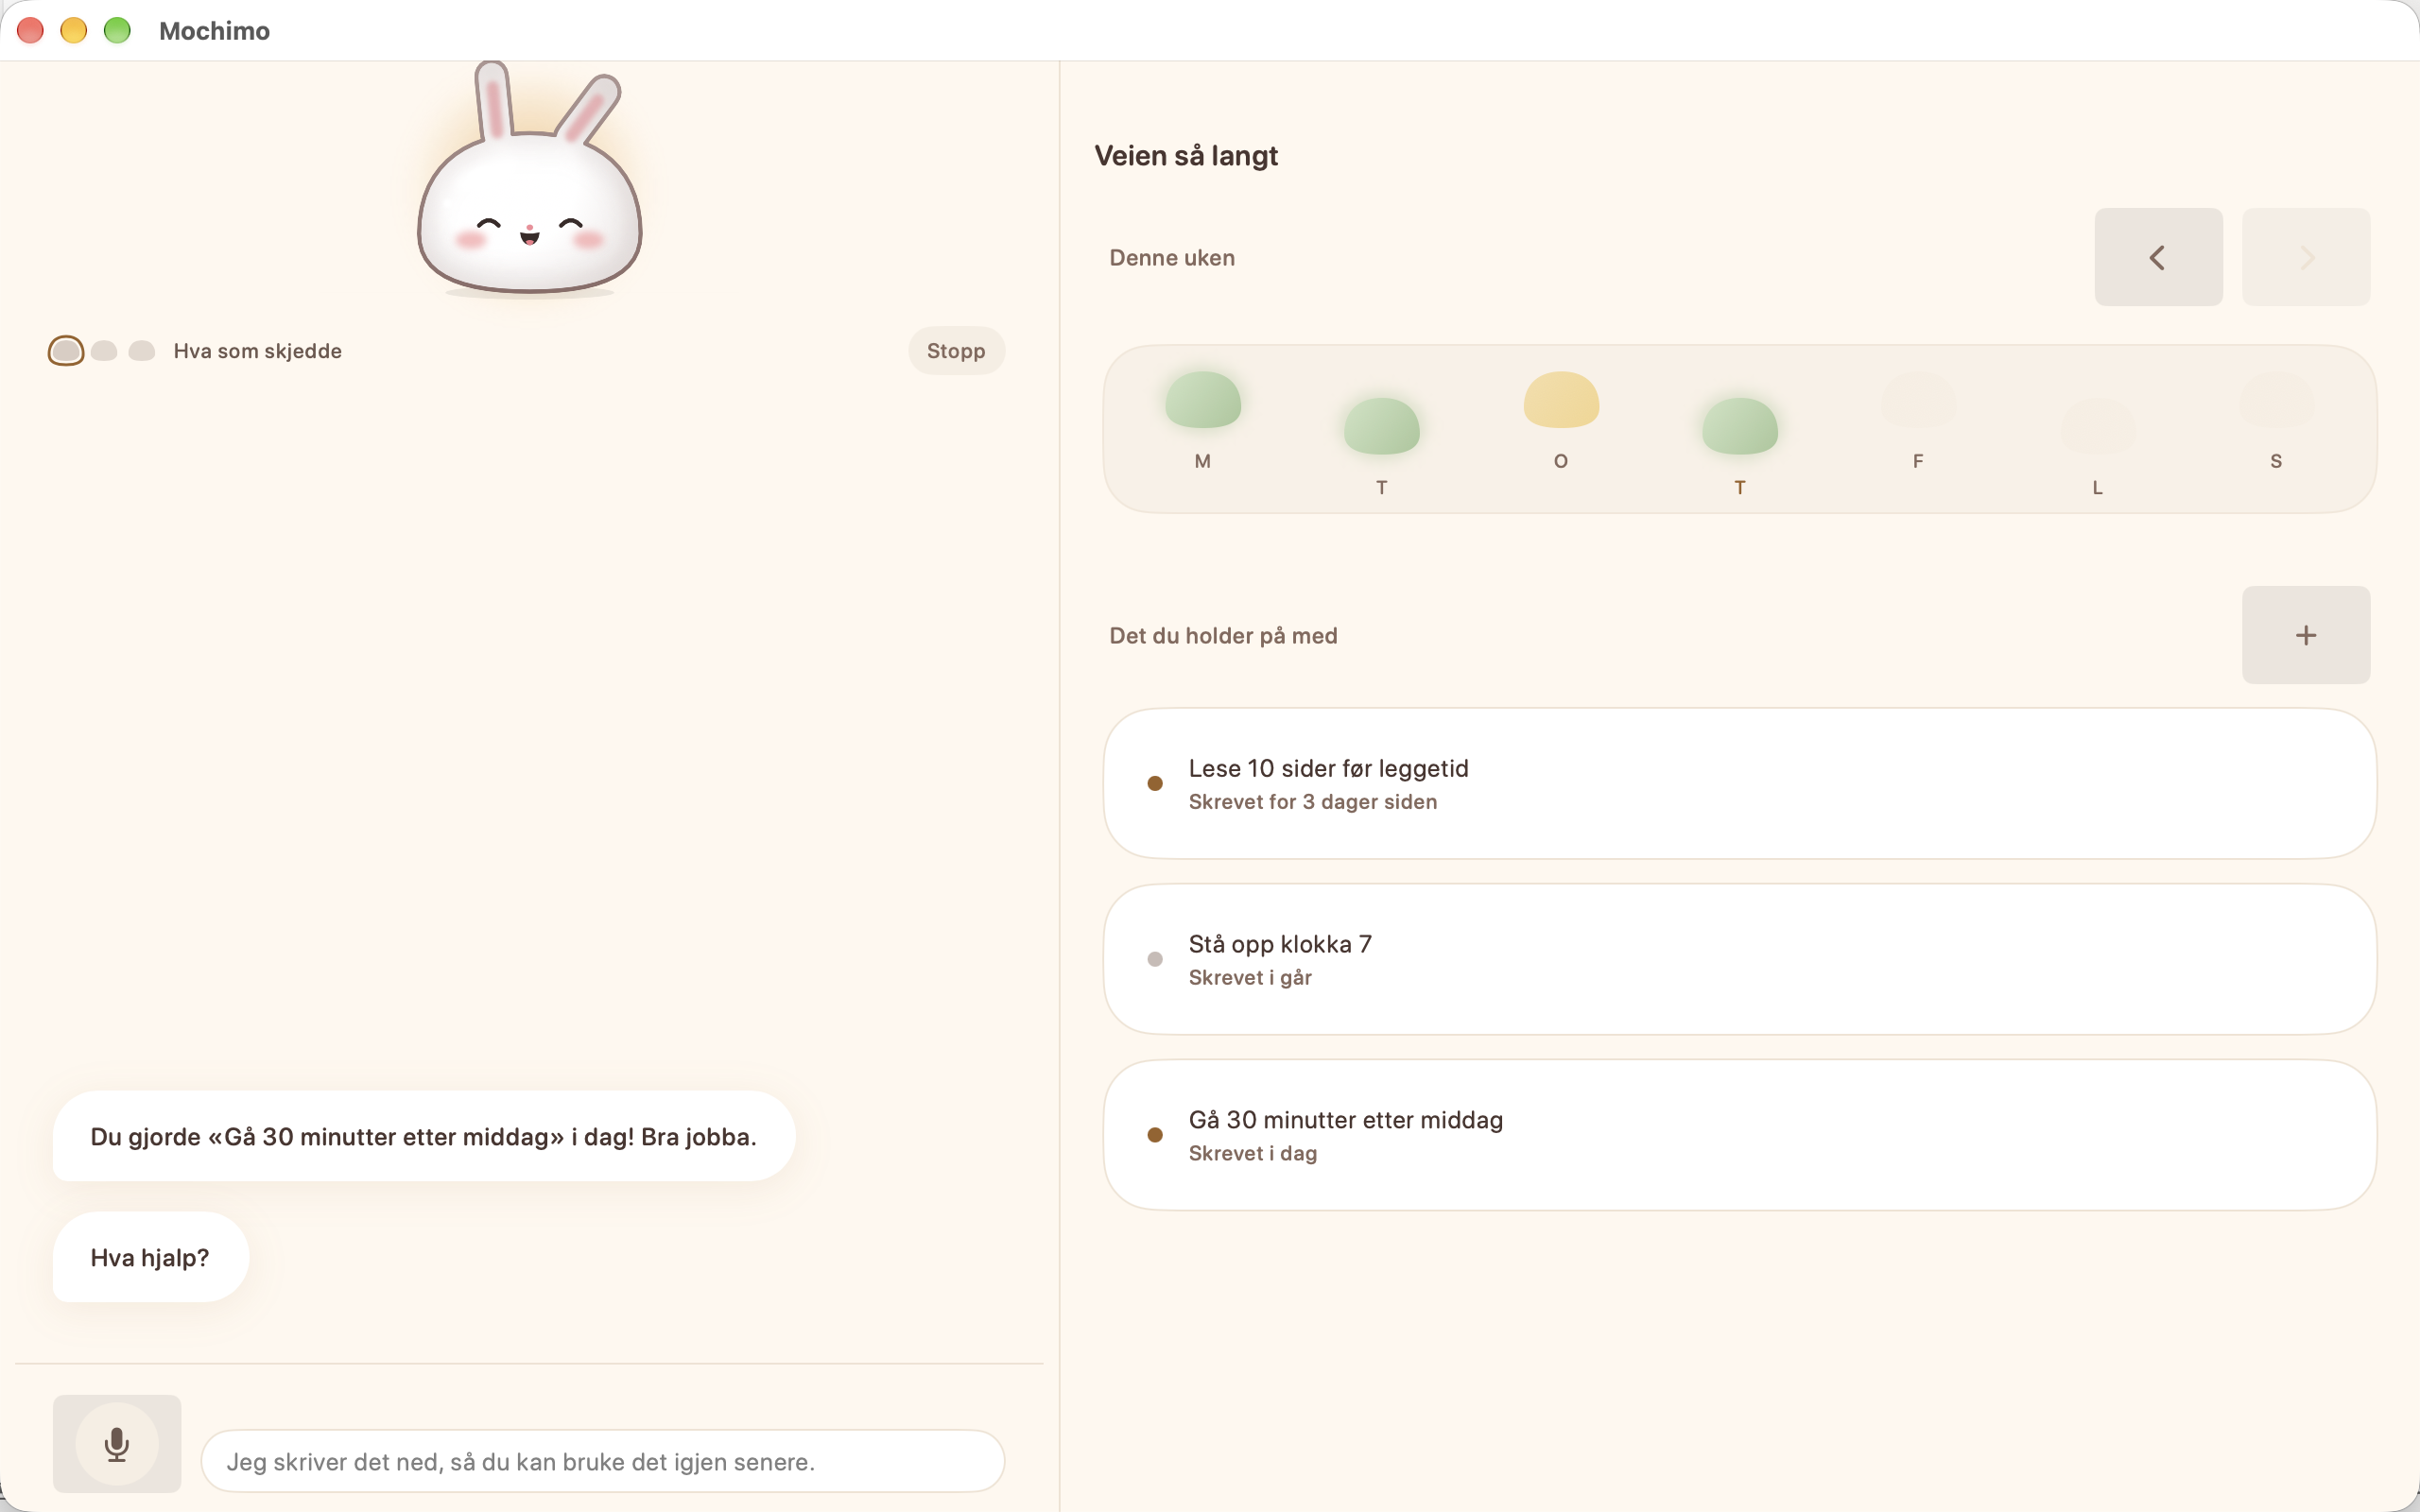 Mochimo
Hva som skjedde
Stopp
Du gjorde «Gå 30 minutter etter middag» i dag! Bra jobba.
Hva hjalp?
Jeg skriver det ned, så du kan bruke det igjen senere.
Veien så langt
Denne uken
M
T
O
T
F
L
S
Det du holder på med
Lese 10 sider før leggetid
Skrevet for 3 dager siden
Stå opp klokka 7
Skrevet i går
Gå 30 minutter etter middag
Skrevet i dag